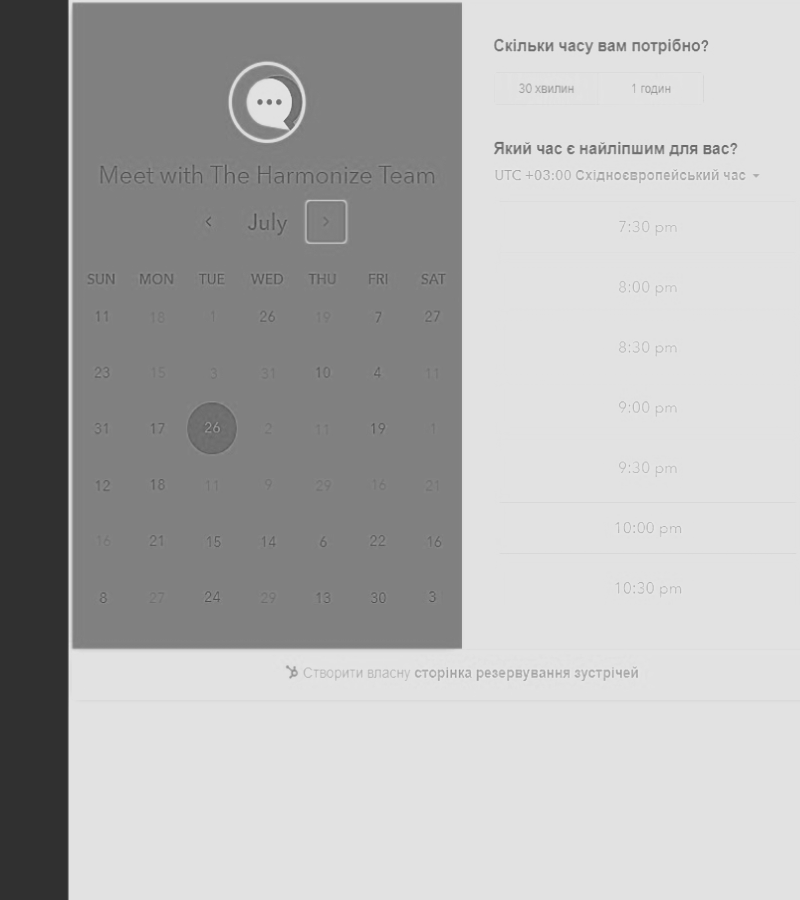 Meet with The Harmonize Team
July
SUN MON TUE WED THU FRI SAT
11 18 1 26 19 7 27
23 15 3 31 10 4 11
31 17 26 2 11 19 1
12 18 11 9 29 16 21
16 21 15 14 6 22 16
8 27 24 29 13 30 3
Скільки часу вам потрібно?
30 хвилин 1 годин
Який час є найліпшим для вас?
UTC +03:00 Східноєвропейський час
7:30 pm
8:00 pm
8:30 pm
9:00 pm
9:30 pm
10:00 pm
10:30 pm
Створити власну сторінка резервування зустрічей